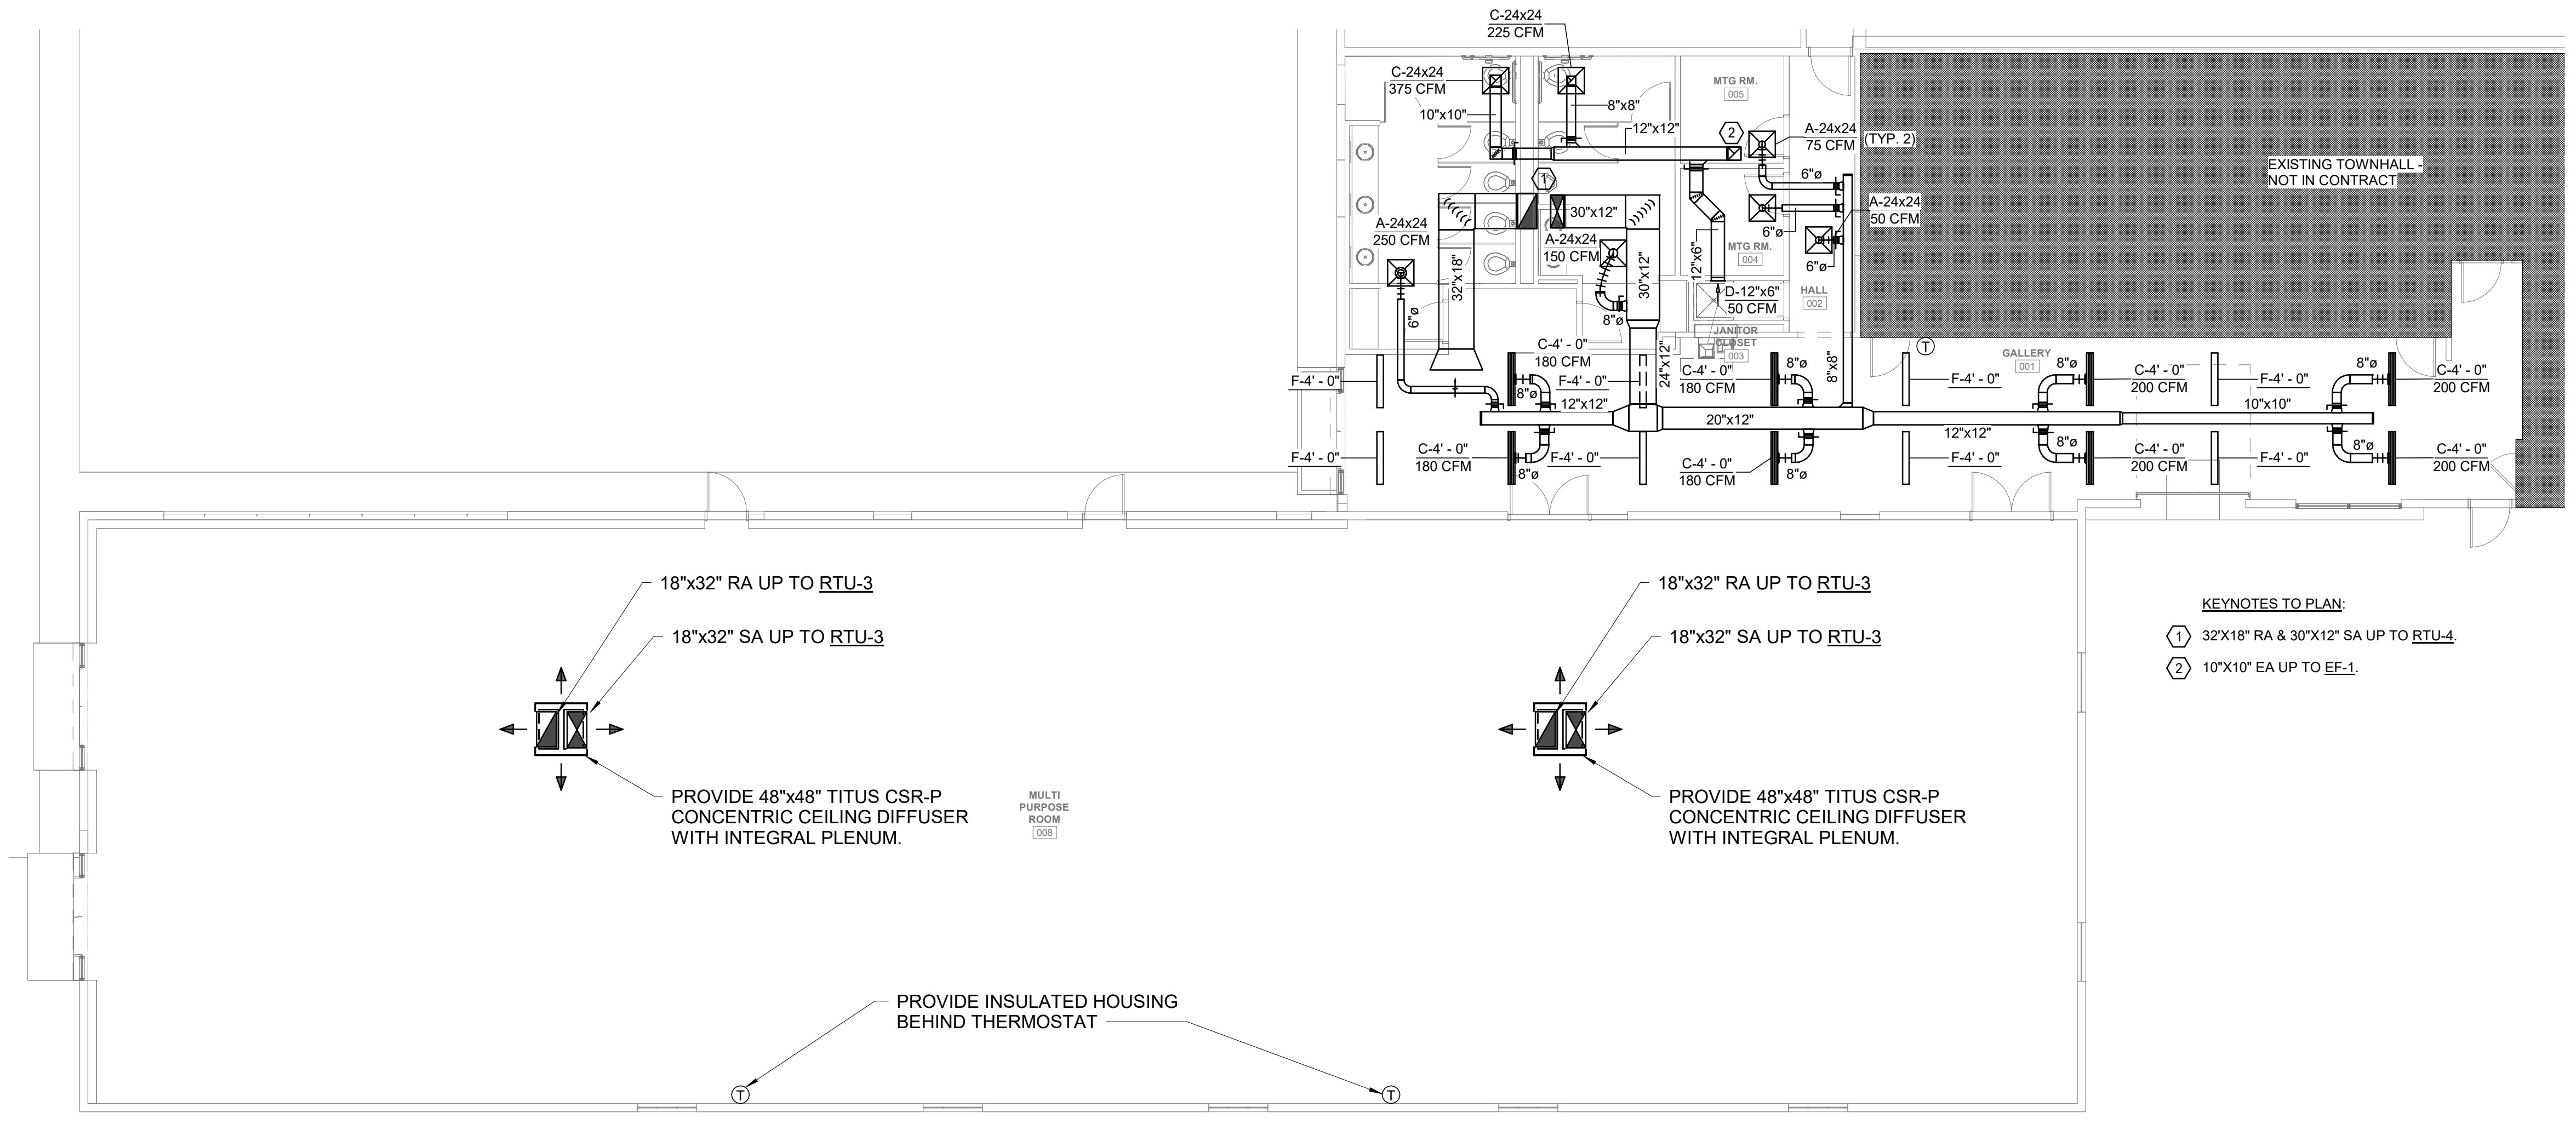 C-24x24
225 CFM
C-24x24
375 CFM
10"x10"
8"x8"
12"x12"
MTG RM.
005
2
A-24x24
75 CFM
(TYP. 2)
EXISTING TOWNHALL -
NOT IN CONTRACT
6"ø
1
30"x12"
A-24x24
50 CFM
6"ø
A-24x24
250 CFM
A-24x24
150 CFM
MTG RM.
004
6"ø
32"x18"
30"x12"
12"x6"
D-12"x6"
50 CFM
HALL
002
6"ø
8"ø
JANITOR
CLOSET
003
T
GALLERY
001
C-4' - 0"
180 CFM
24"x12"
C-4' - 0"
180 CFM
8"ø
8"x8"
8"ø
8"ø
F-4' - 0"
8"ø
F-4' - 0"
F-4' - 0"
C-4' - 0"
200 CFM
F-4' - 0"
C-4' - 0"
200 CFM
12"x12"
20"x12"
12"x12"
10"x10"
F-4' - 0"
C-4' - 0"
180 CFM
8"ø
F-4' - 0"
C-4' - 0"
180 CFM
8"ø
F-4' - 0"
8"ø
C-4' - 0"
200 CFM
F-4' - 0"
8"ø
C-4' - 0"
200 CFM
18"x32" RA UP TO RTU-3
18"x32" SA UP TO RTU-3
PROVIDE 48"x48" TITUS CSR-P
CONCENTRIC CEILING DIFFUSER
WITH INTEGRAL PLENUM.
MULTI
PURPOSE
ROOM
008
18"x32" RA UP TO RTU-3
18"x32" SA UP TO RTU-3
PROVIDE 48"x48" TITUS CSR-P
CONCENTRIC CEILING DIFFUSER
WITH INTEGRAL PLENUM.
KEYNOTES TO PLAN:
1 32'X18" RA & 30"X12" SA UP TO RTU-4.
2 10"X10" EA UP TO EF-1.
PROVIDE INSULATED HOUSING
BEHIND THERMOSTAT
T
T